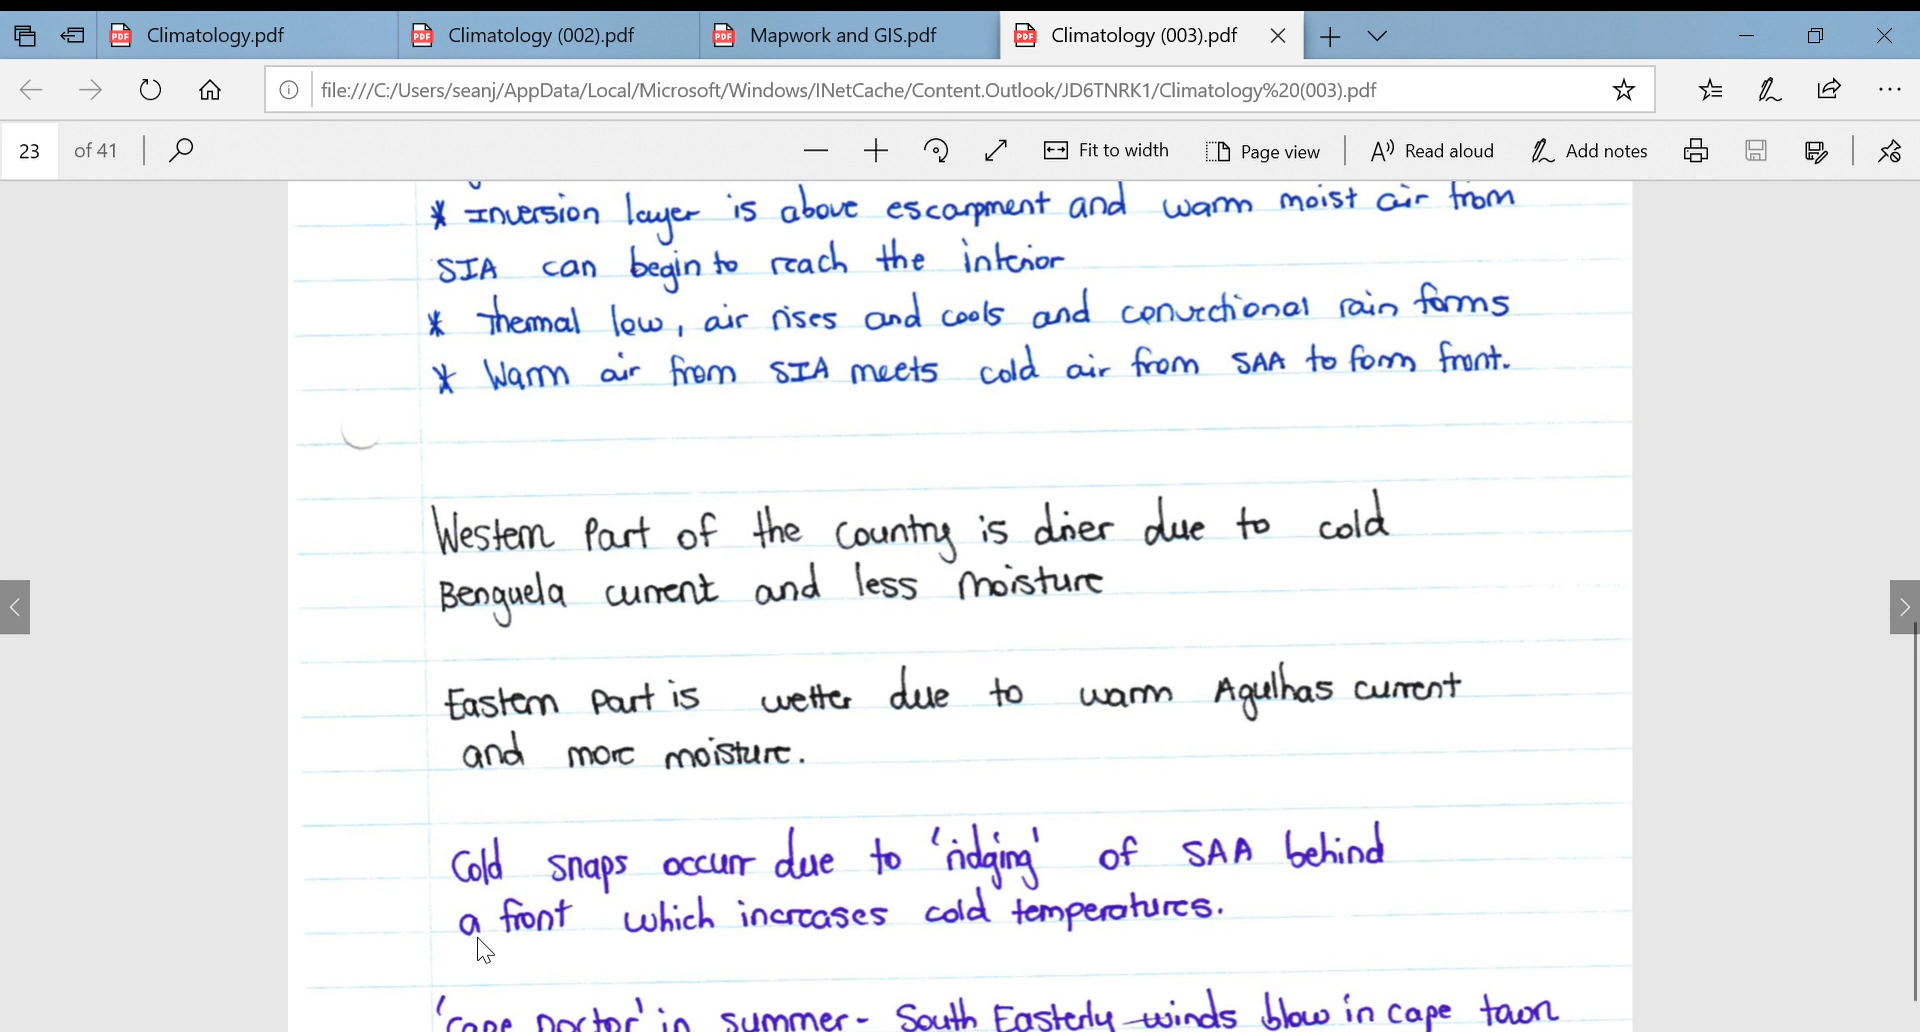 Climatology.pdf
Climatology (002).pdf
Mapwork and GIS.pdf
Climatology (003).pdf
file:///C:/Users/seanj/AppData/Local/Microsoft/Windows/INetCache/Content.Outlook/JD6TNRK1/Climatology%20(003).pdf
23 of 41
Fit to width
Page view
Read aloud
Add notes
* Inversion layer is above escarpment and warm moist air from
SIA can begin to reach the interior
* Thermal low, air rises and cools and convectional rain forms
* Warm air from SIA meets cold air from SAA to form front.
Western Part of the country is drier due to cold
Benguela current and less moisture
Eastern Part is wetter due to warm Agulhas current
and more moisture.
Cold snaps occurr due to 'ridging' of SAA behind
a front which increases cold temperatures.
'Cape Doctor' in summer - South Easterly winds blow in cape town